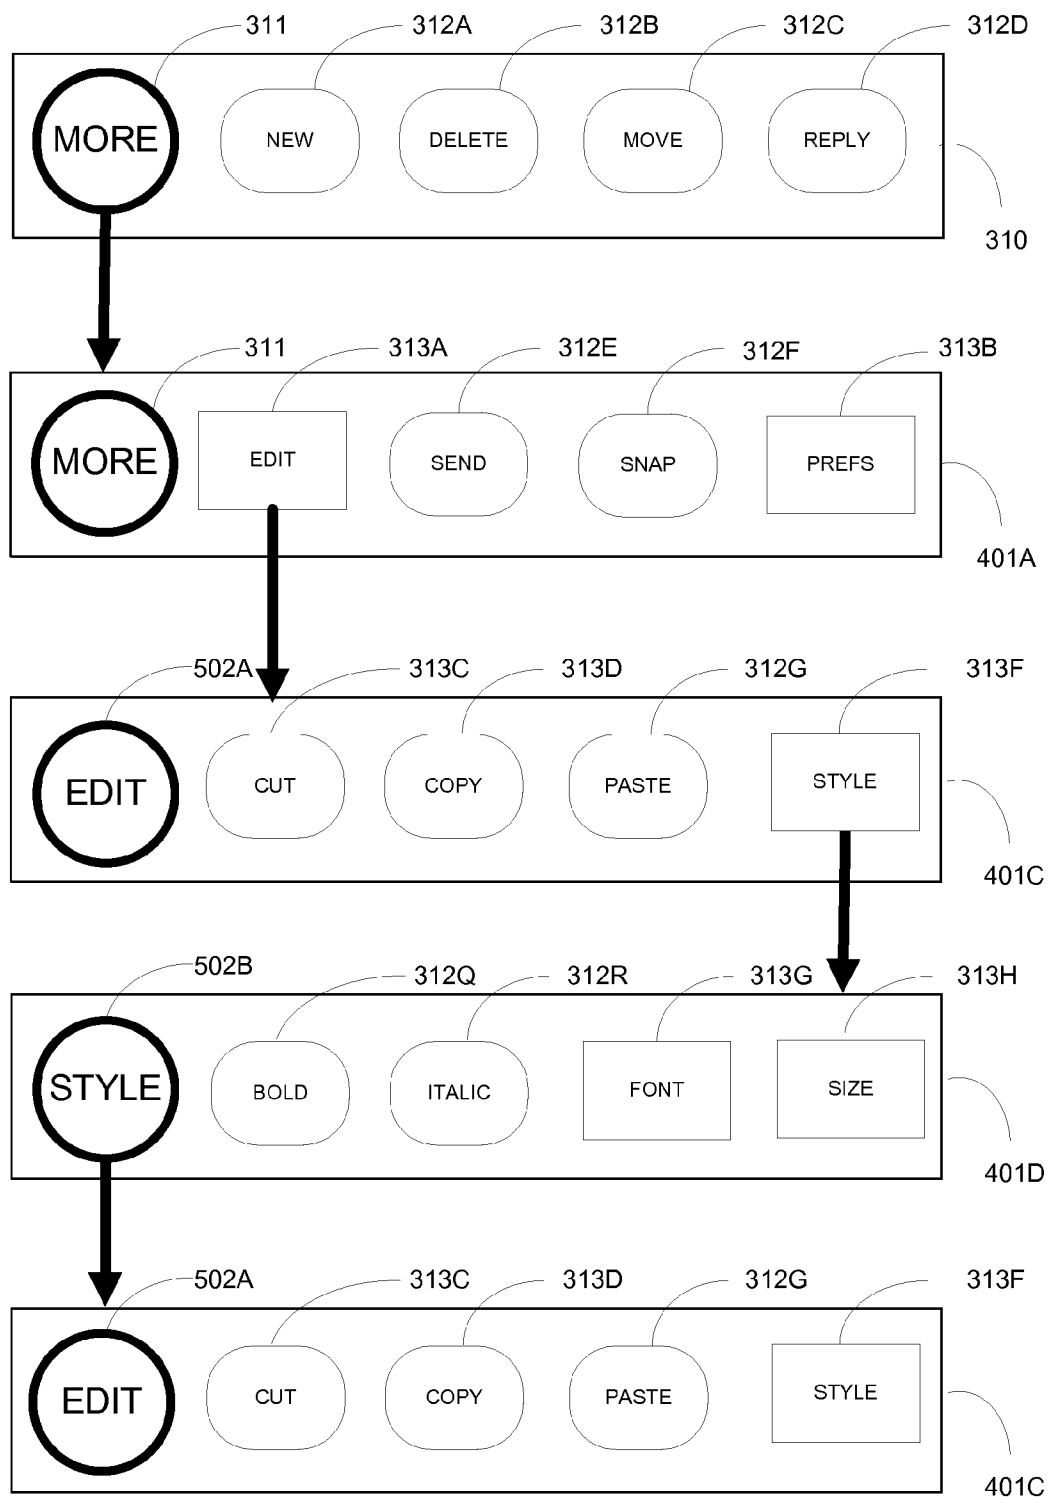 311 312A 312B 312C 312D
MORE NEW DELETE MOVE REPLY
310
311 313A 312E 312F 313B
MORE EDIT SEND SNAP PREFS
401A
502A 313C 313D 312G 313F
EDIT CUT COPY PASTE STYLE
401C
502B 312Q 312R 313G 313H
STYLE BOLD ITALIC FONT SIZE
401D
502A 313C 313D 312G 313F
EDIT CUT COPY PASTE STYLE
401C